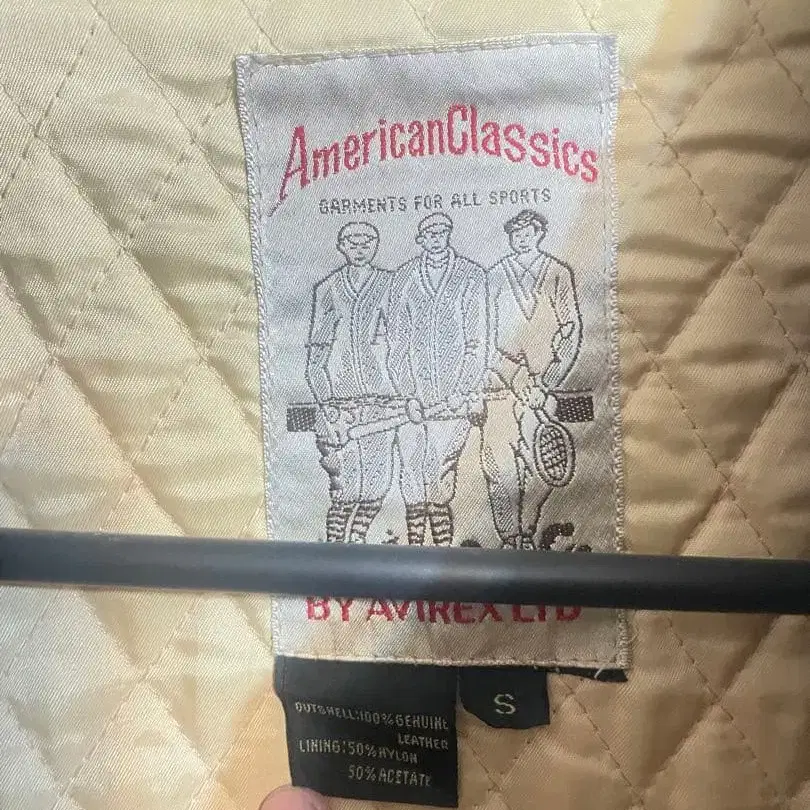 AmericanClassics
GARMENTS FOR ALL SPORTS
BY AVIREX LTD
S
OUTSHELL:100%GENUINE
LEATHER
LINING:50%NYLON
50%ACETATE